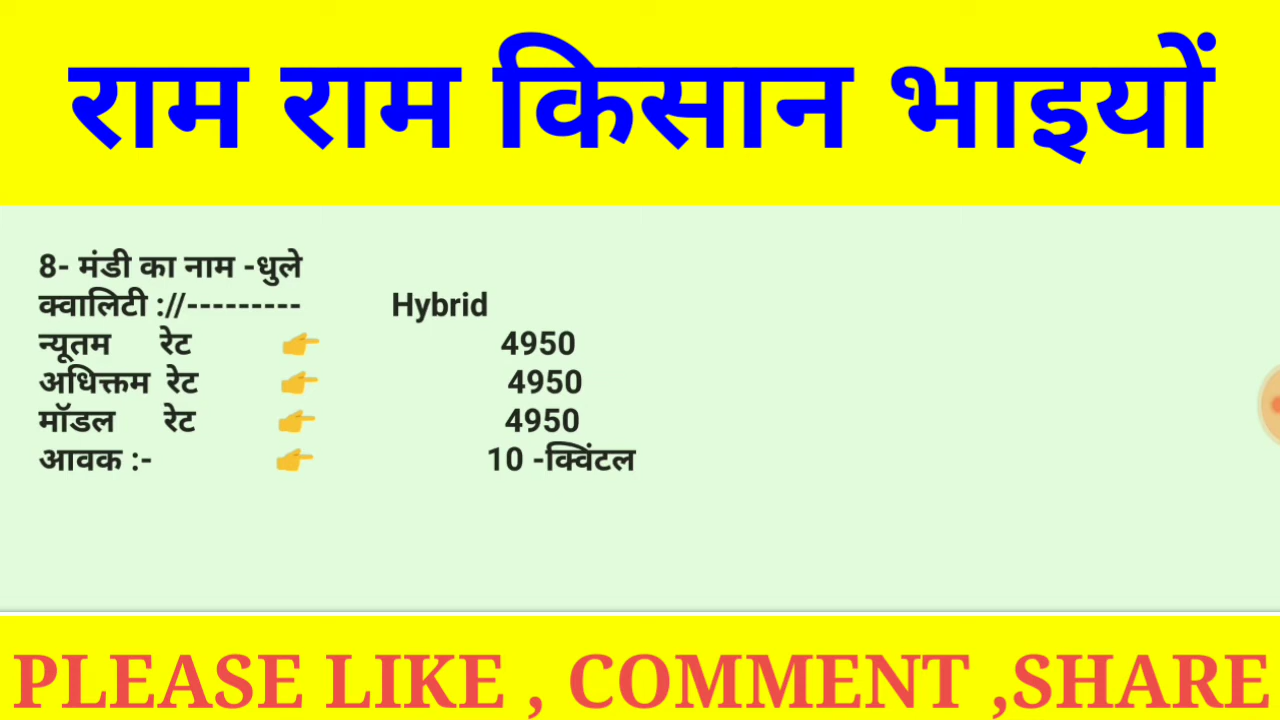 राम राम किसान भाइयों
8- मंडी का नाम -धुले
क्वालिटी ://--------- Hybrid
न्यूतम रेट 👉 4950
अधिक्तम रेट 👉 4950
मॉडल रेट 👉 4950
आवक :- 👉 10 -क्विंटल
PLEASE LIKE , COMMENT ,SHARE